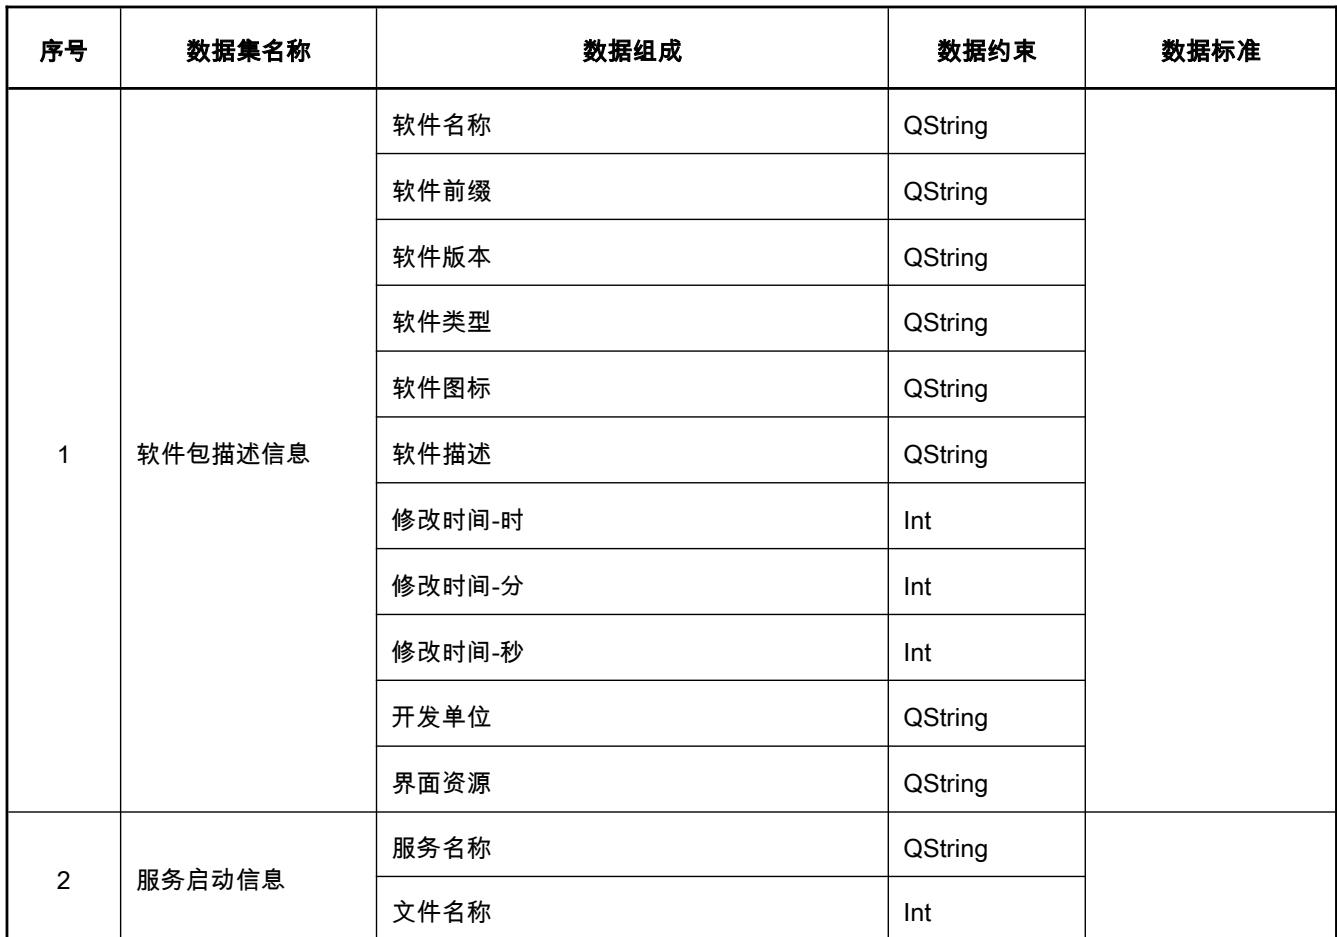 序号 数据集名称 数据组成 数据约束 数据标准
软件名称 QString
软件前缀 QString
软件版本 QString
软件类型 QString
软件图标 QString
1 软件包描述信息 软件描述 QString
修改时间-时 Int
修改时间-分 Int
修改时间-秒 Int
开发单位 QString
界面资源 QString
服务名称 QString
2 服务启动信息
文件名称 Int